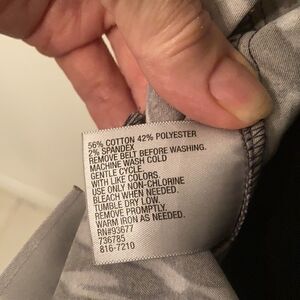 56% COTTON 42% POLYESTER
2% SPANDEX
REMOVE BELT BEFORE WASHING.
MACHINE WASH COLD
GENTLE CYCLE.
WITH LIKE COLORS.
USE ONLY NON-CHLORINE
BLEACH WHEN NEEDED.
TUMBLE DRY LOW.
REMOVE PROMPTLY.
WARM IRON AS NEEDED.
RN#93677
736785
816-7210